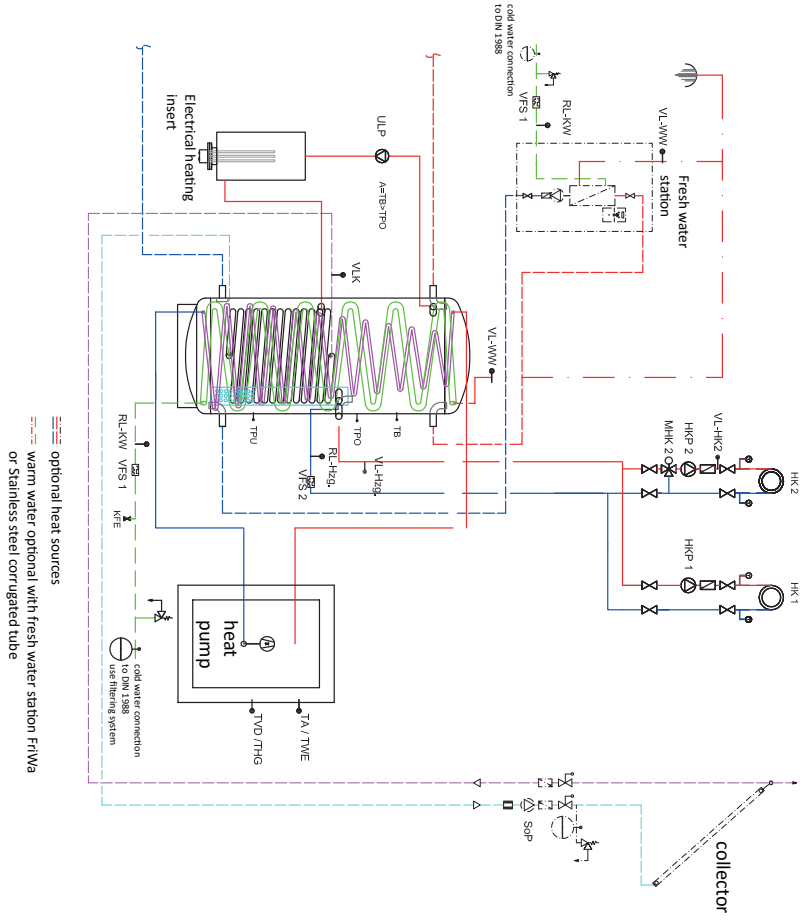 cold water connection
to DIN 1988
VFS 1
RL-KW
VL-WW
Fresh water
station
Electrical heating
insert
ULP
A=TB>TPO
VLK
VL-WW
TPU
TPO
TB
RL-KW
VFS 1
KFE
RL-Hzg.
VFS 2
VL-Hzg.
MHK 2
HKP 2
VL-HK2
HK 2
HKP 1
HK 1
heat
pump
cold water connection
to DIN 1988
use filtering system
TVD /THG
TA / TWE
SoP
collector
optional heat sources
warm water optional with fresh water station FriWa
or Stainless steel corrugated tube